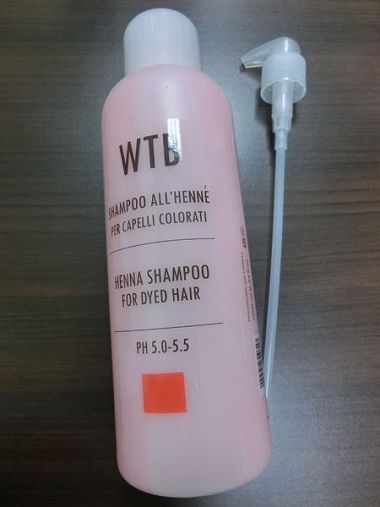 WTB
SHAMPOO ALL'HENNÉ
PER CAPELLI COLORATI
HENNA SHAMPOO
FOR DYED HAIR
PH 5.0-5.5